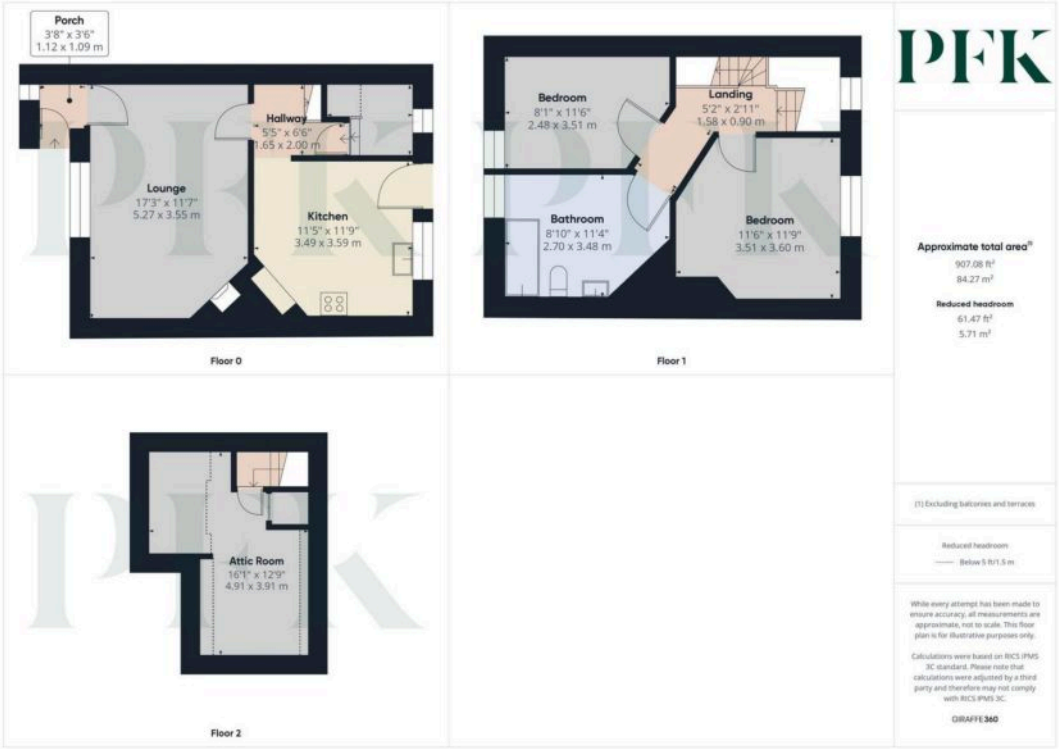 Porch
3'8" x 3'6"
1.12 x 1.09 m
Hallway
5'5" x 6'6"
1.65 x 2.00 m
Lounge
17'3" x 11'7"
5.27 x 3.55 m
Kitchen
11'5" x 11'9"
3.49 x 3.59 m
Floor 0
Bedroom
8'1" x 11'6"
2.48 x 3.51 m
Landing
5'2" x 2'11"
1.58 x 0.90 m
Bathroom
8'10" x 11'4"
2.70 x 3.48 m
Bedroom
11'6" x 11'9"
3.51 x 3.60 m
Floor 1
Attic Room
16'1" x 12'9"
4.91 x 3.91 m
Floor 2
PFK
PFK
PFK
PFK
Approximate total area(1)
907.08 ft²
84.27 m²
Reduced headroom
61.47 ft²
5.71 m²
(1) Excluding balconies and terraces
Reduced headroom
Below 5 ft/1.5 m
While every attempt has been made to
ensure accuracy, all measurements are
approximate, not to scale. This floor
plan is for illustrative purposes only.
Calculations were based on RICS IPMS
3C standard. Please note that
calculations were adjusted by a third
party and therefore may not comply
with RICS IPMS 3C.
GIRAFFE360